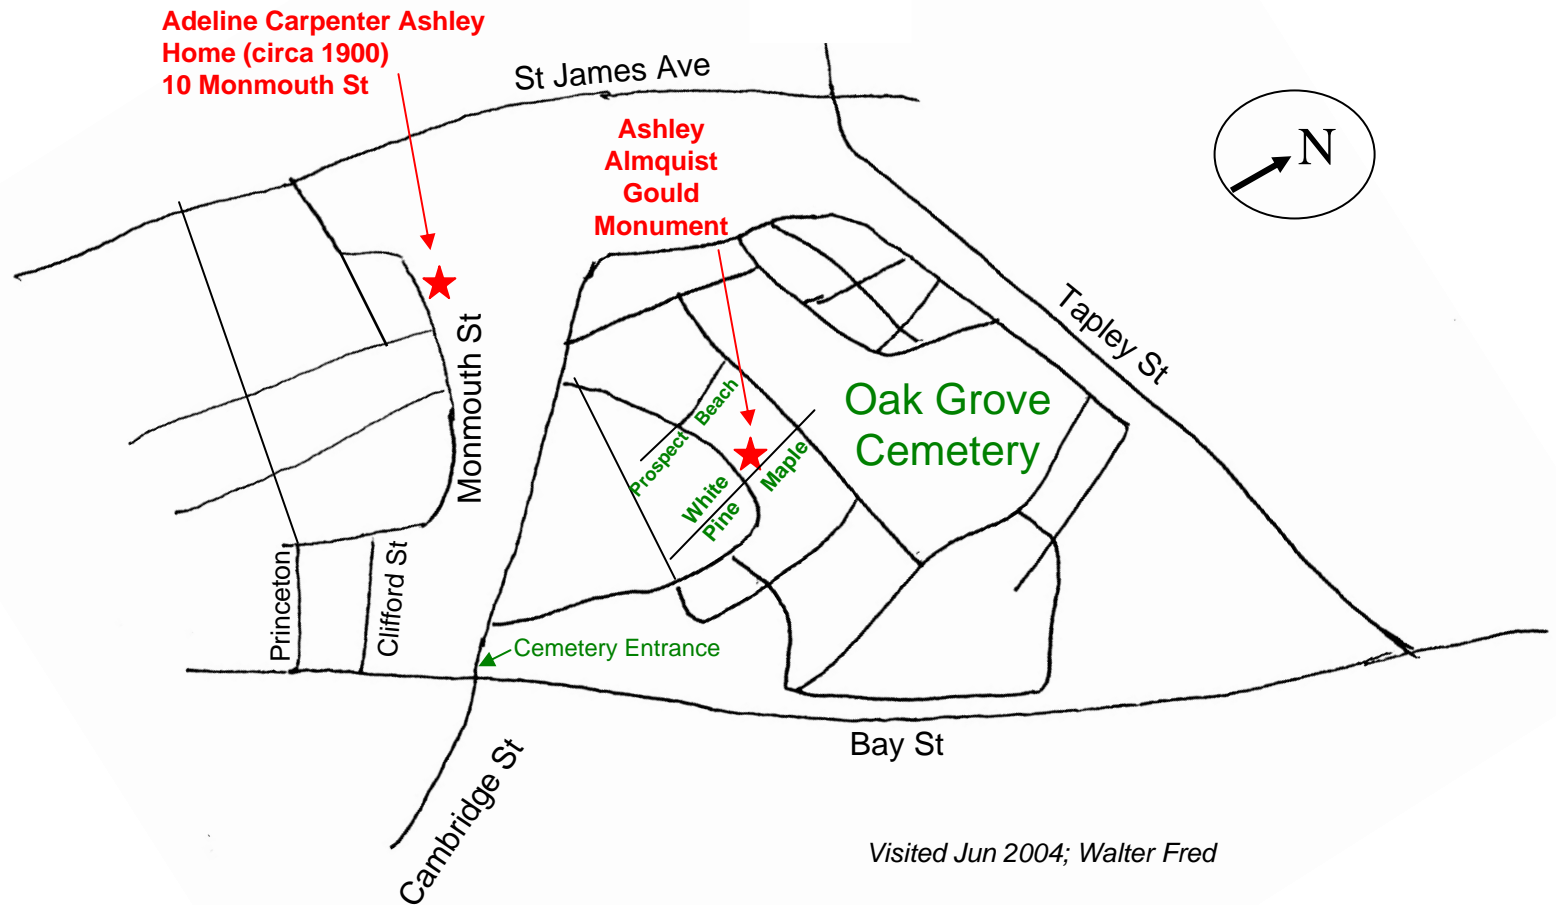 Adeline Carpenter Ashley
Home (circa 1900)
10 Monmouth St
St James Ave
Ashley
Almquist
Gould
Monument
N
Tapley St
Monmouth St
Oak Grove
Cemetery
Beach
Prospect
Maple
White
Pine
Princeton
Clifford St
Cemetery Entrance
Bay St
Cambridge St
Visited Jun 2004; Walter Fred